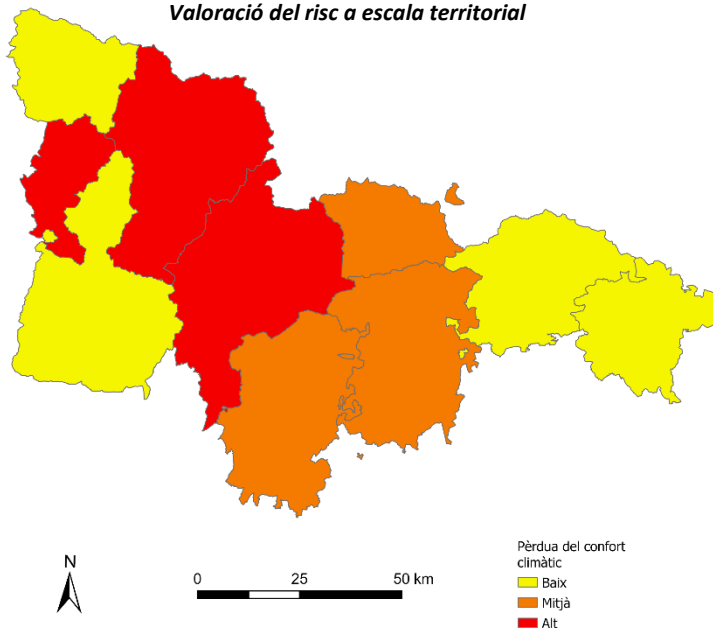 Valoració del risc a escala territorial
N
0 25 50 km
Pèrdua del confort
climàtic
Baix
Mitjà
Alt